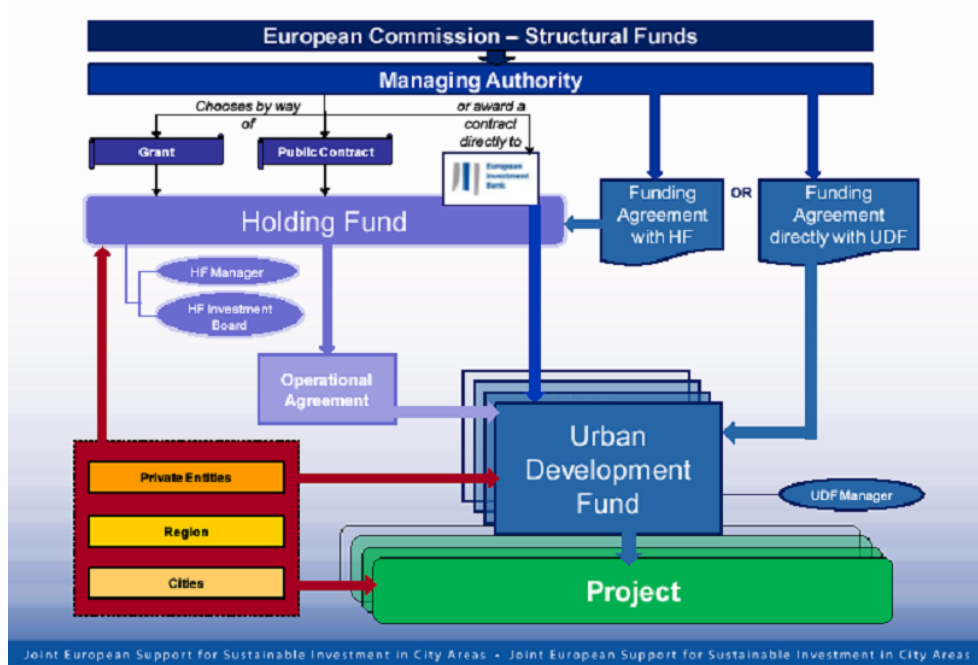 European Commission – Structural Funds
Managing Authority
Chooses by way
of
or award a
contract
directly to
Grant
Public Contract
European
Investment
Bank
Funding
Agreement
with HF
OR
Funding
Agreement
directly with UDF
Holding Fund
HF Manager
HF Investment
Board
Operational
Agreement
Urban
Development
Fund
Private Entities
UDF Manager
Region
Cities
Project
Joint European Support for Sustainable Investment in City Areas • Joint European Support for Sustainable Investment in City Areas